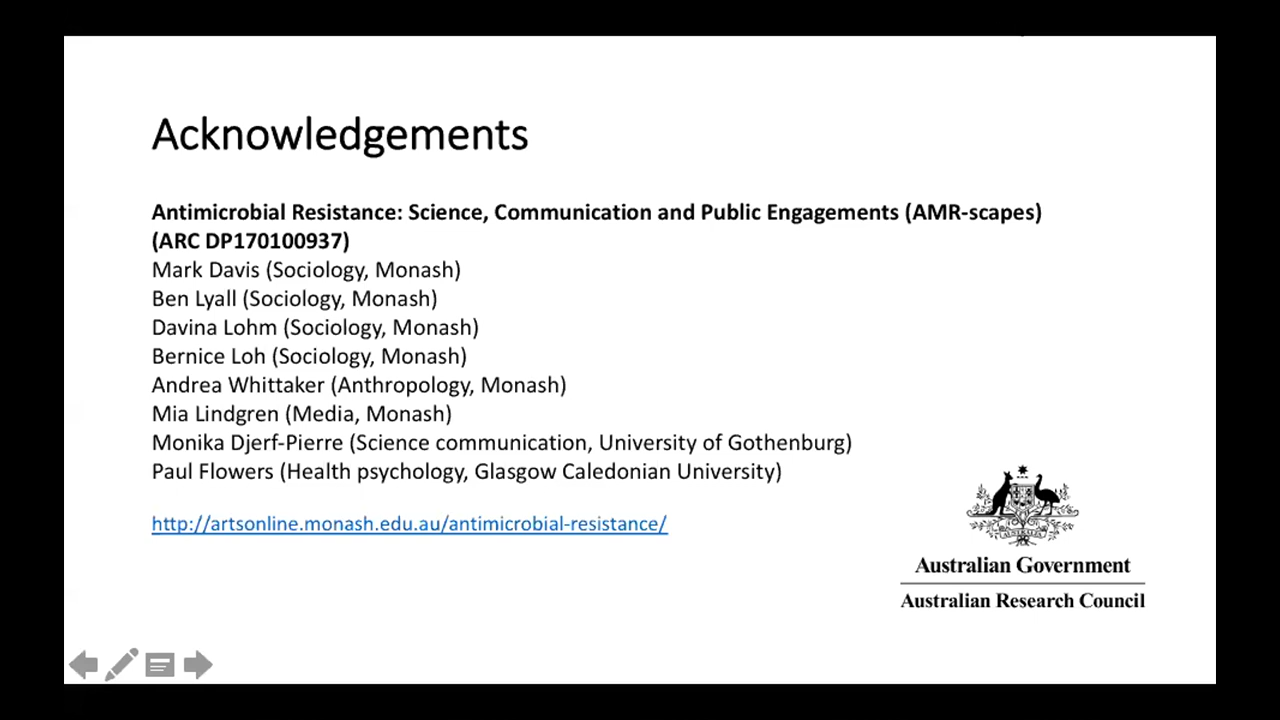 Acknowledgements
Antimicrobial Resistance: Science, Communication and Public Engagements (AMR-scapes)
(ARC DP170100937)
Mark Davis (Sociology, Monash)
Ben Lyall (Sociology, Monash)
Davina Lohm (Sociology, Monash)
Bernice Loh (Sociology, Monash)
Andrea Whittaker (Anthropology, Monash)
Mia Lindgren (Media, Monash)
Monika Djerf-Pierre (Science communication, University of Gothenburg)
Paul Flowers (Health psychology, Glasgow Caledonian University)
http://artsonline.monash.edu.au/antimicrobial-resistance/
AUSTRALIA
Australian Government
Australian Research Council